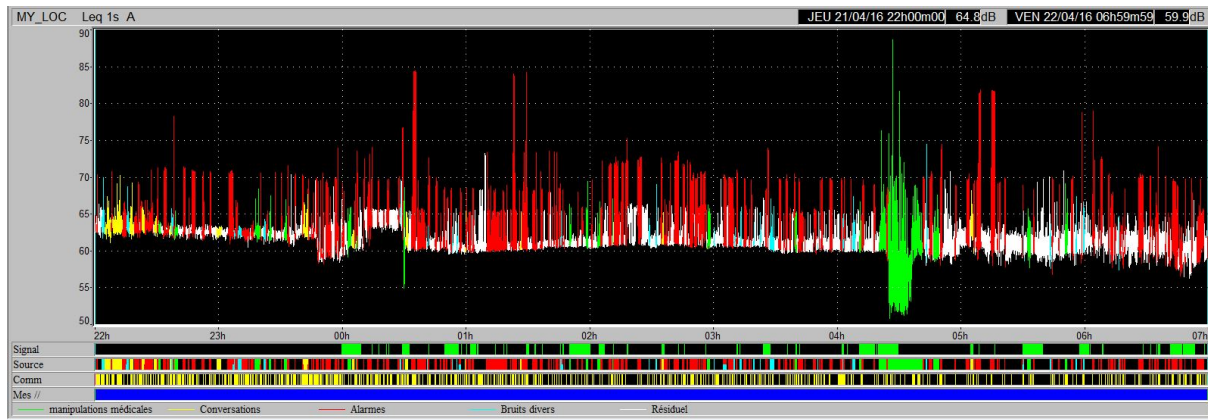 MY_LOC Leq 1s A JEU 21/04/16 22h00m00 64.8dB VEN 22/04/16 06h59m59 59.9dB
90
85
80
75
70
65
60
55
50
22h 23h 00h 01h 02h 03h 04h 05h 06h 07h
Signal
Source
Comm
Mes //
manipulations médicales Conversations Alarmes Bruits divers Résiduel